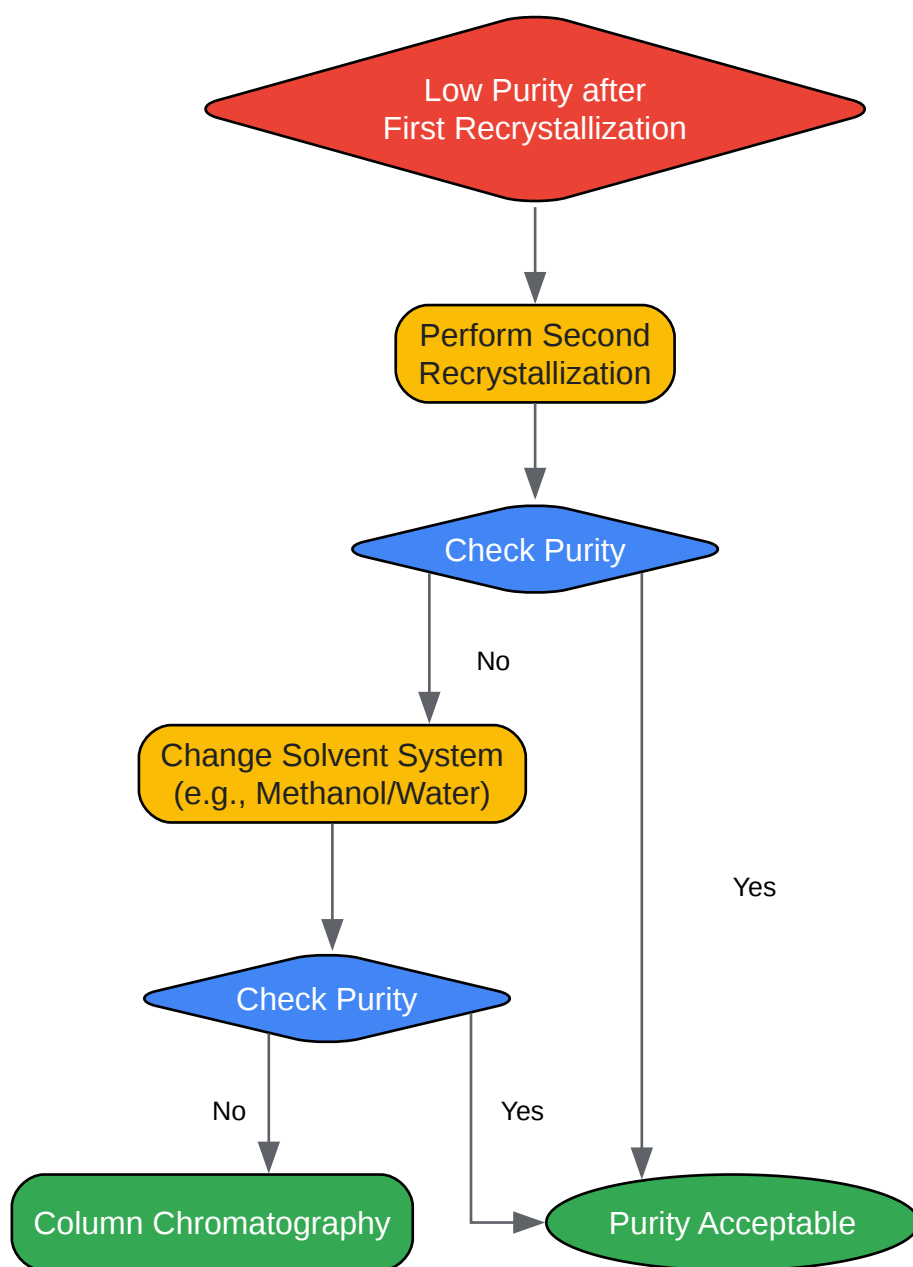 Low Purity after
First Recrystallization
Perform Second
Recrystallization
Check Purity
No
Change Solvent System
(e.g., Methanol/Water)
Yes
Check Purity
No
Yes
Column Chromatography
Purity Acceptable